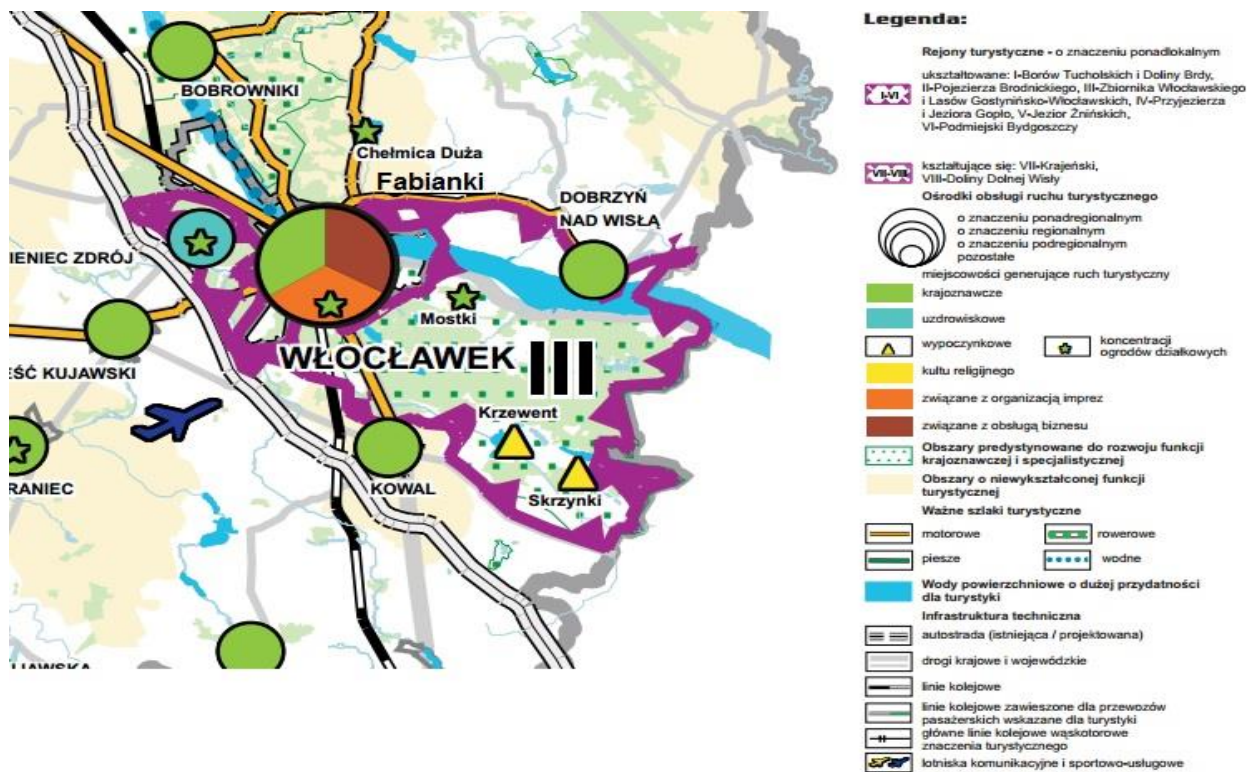 BOBROWNIKI
Chełmica Duża
Fabianki
DOBRZYŃ
NAD WISŁĄ
IENIEC ZDRÓJ
Mostki
WŁOCŁAWEK III
EŚĆ KUJAWSKI
Krzewent
KOWAL
Skrzynki
RANIEC
UJAWSKA
Legenda:
Rejony turystyczne - o znaczeniu ponadlokalnym
I-VI
ukształtowane: I-Borów Tucholskich i Doliny Brdy,
II-Pojezierza Brodnickiego, III-Zbiornika Włocławskiego
i Lasów Gostynińsko-Włocławskich, IV-Przyjezierza
i Jeziora Gopło, V-Jezior Żnińskich,
VI-Podmiejski Bydgoszczy
VII-VIII
kształtujące się: VII-Krajeński,
VIII-Doliny Dolnej Wisły
Ośrodki obsługi ruchu turystycznego
o znaczeniu ponadregionalnym
o znaczeniu regionalnym
o znaczeniu podregionalnym
pozostałe
miejscowości generujące ruch turystyczny
krajoznawcze
uzdrowiskowe
wypoczynkowe
koncentracji
ogrodów działkowych
kultu religijnego
związane z organizacją imprez
związane z obsługą biznesu
Obszary predystynowane do rozwoju funkcji
krajoznawczej i specjalistycznej
Obszary o niewykształconej funkcji
turystycznej
Ważne szlaki turystyczne
motorowe
rowerowe
piesze
wodne
Wody powierzchniowe o dużej przydatności
dla turystyki
Infrastruktura techniczna
autostrada (istniejąca / projektowana)
drogi krajowe i wojewódzkie
linie kolejowe
linie kolejowe zawieszone dla przewozów
pasażerskich wskazane dla turystyki
główne linie kolejowe wąskotorowe
znaczenia turystycznego
lotniska komunikacyjne i sportowo-usługowe